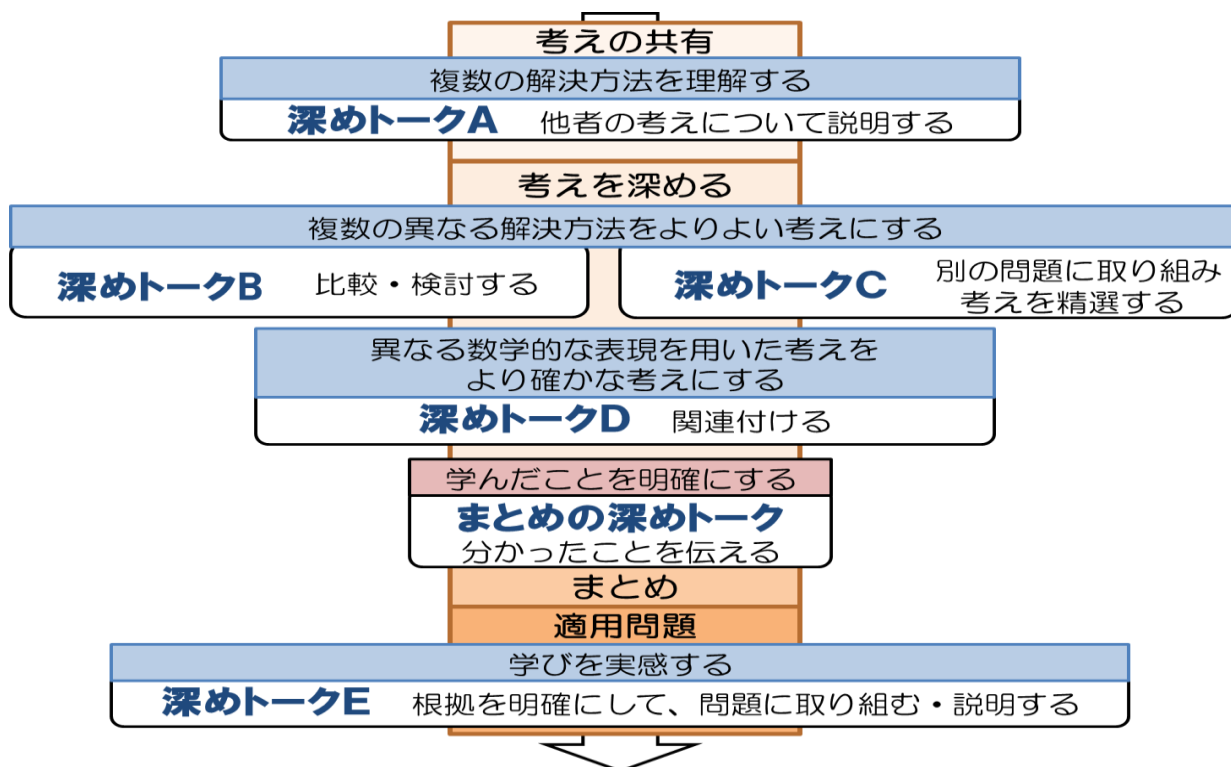 考えの共有
複数の解決方法を理解する
深めトークA 他者の考えについて説明する
考えを深める
複数の異なる解決方法をよりよい考えにする
深めトークB 比較・検討する
深めトークC 別の問題に取り組み
考えを精選する
異なる数学的な表現を用いた考えを
より確かな考えにする
深めトークD 関連付ける
学んだことを明確にする
まとめの深めトーク
分かったことを伝える
まとめ
適用問題
学びを実感する
深めトークE 根拠を明確にして、問題に取り組む・説明する